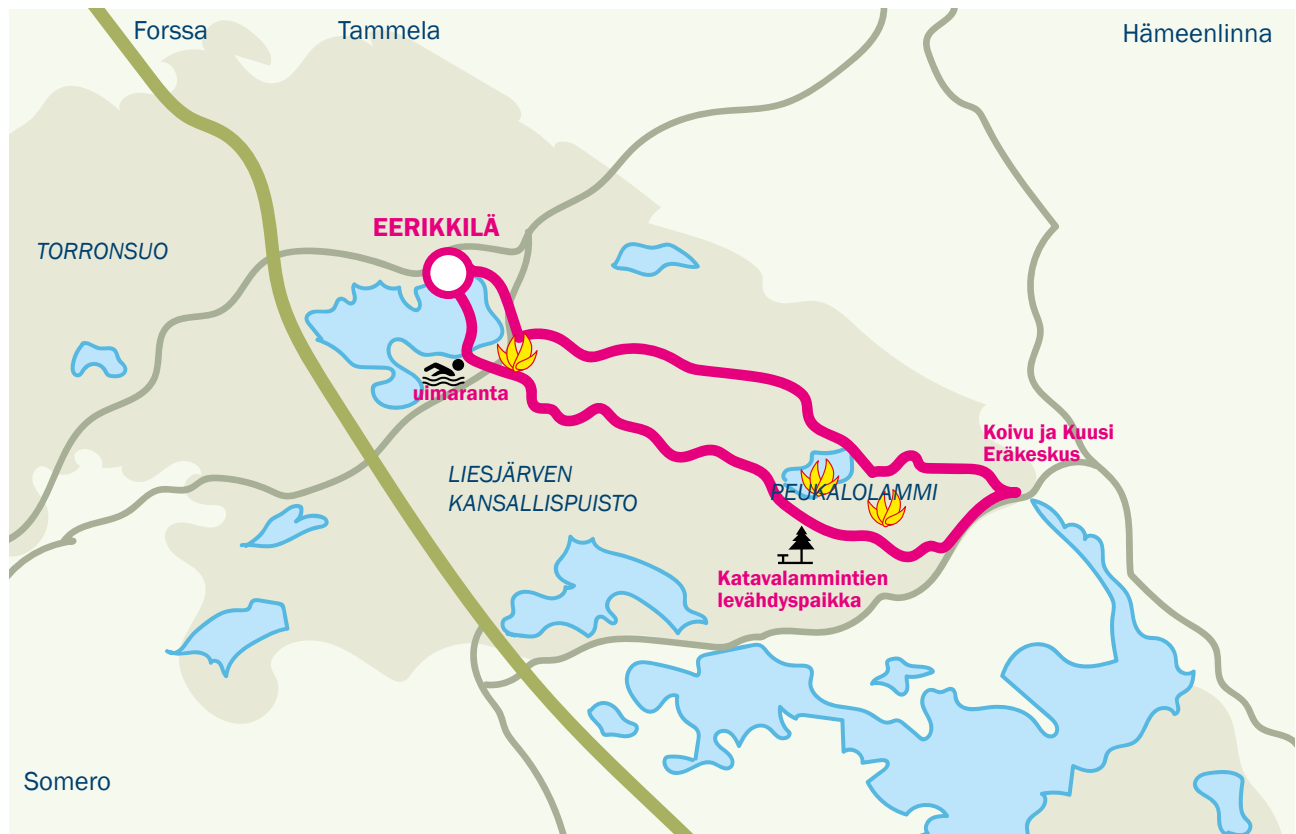 Forssa
Tammela
Hämeenlinna
EERIKKILÄ
TORRONSUO
uimaranta
Koivu ja Kuusi
Eräkeskus
LIESJÄRVEN
KANSALLISPUISTO
PEUKALOLAMMI
Katavalammintien
levähdyspaikka
Somero